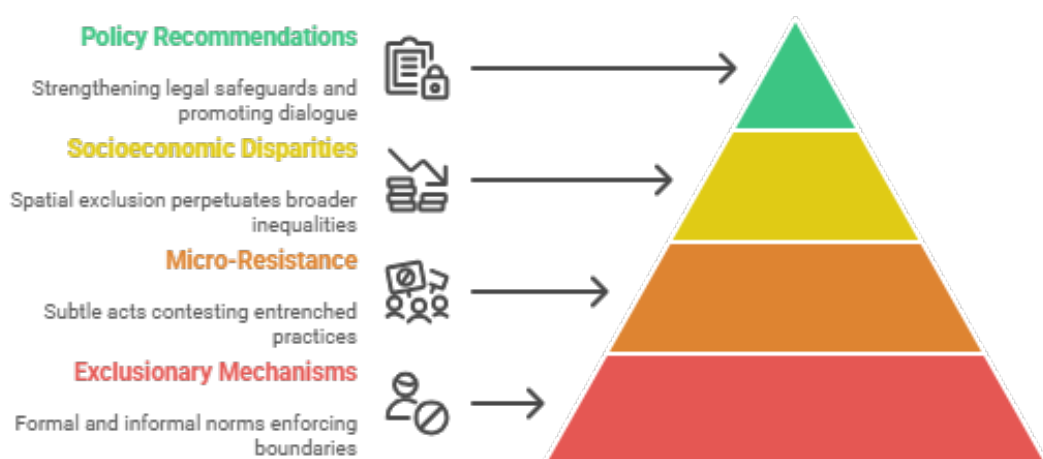 Policy Recommendations
Strengthening legal safeguards and
promoting dialogue
Socioeconomic Disparities
Spatial exclusion perpetuates broader
inequalities
Micro-Resistance
Subtle acts contesting entrenched
practices
Exclusionary Mechanisms
Formal and informal norms enforcing
boundaries